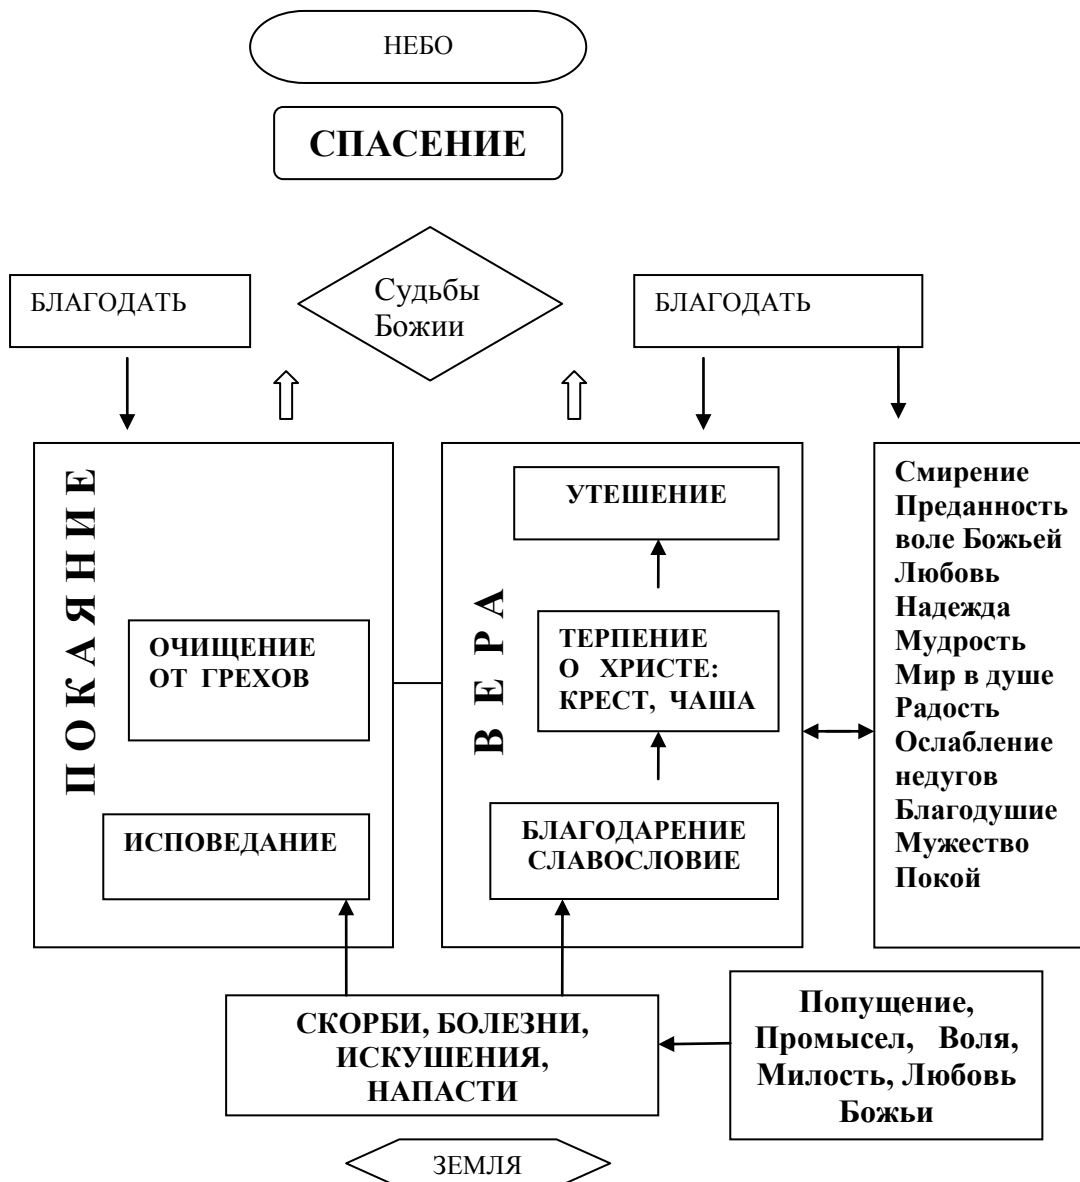 НЕБО
СПАСЕНИЕ
БЛАГОДАТЬ
Судьбы
Божии
БЛАГОДАТЬ
ПОКАЯНИЕ
ОЧИЩЕНИЕ
ОТ ГРЕХОВ
ИСПОВЕДАНИЕ
ВЕРА
УТЕШЕНИЕ
ТЕРПЕНИЕ
О ХРИСТЕ:
КРЕСТ, ЧАША
БЛАГОДАРЕНИЕ
СЛАВОСЛОВИЕ
Смирение
Преданность
воле Божьей
Любовь
Надежда
Мудрость
Мир в душе
Радость
Ослабление
недугов
Благодушие
Мужество
Покой
СКОРБИ, БОЛЕЗНИ,
ИСКУШЕНИЯ,
НАПАСТИ
Попущение,
Промысел, Воля,
Милость, Любовь
Божьи
ЗЕМЛЯ